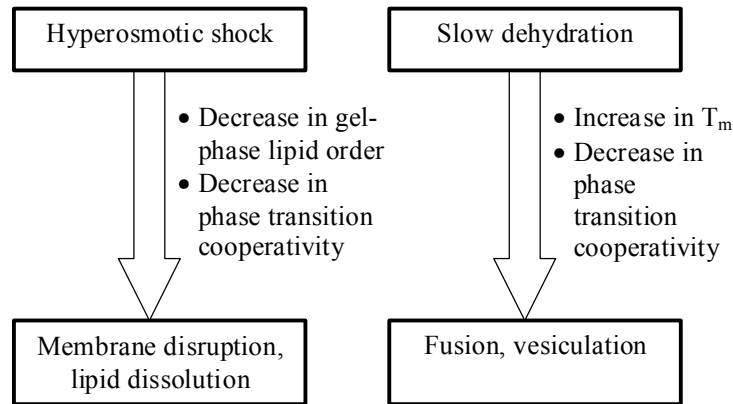 Hyperosmotic shock
• Decrease in gel-
phase lipid order
• Decrease in
phase transition
cooperativity
Membrane disruption,
lipid dissolution
Slow dehydration
• Increase in Tm
• Decrease in
phase
transition
cooperativity
Fusion, vesiculation